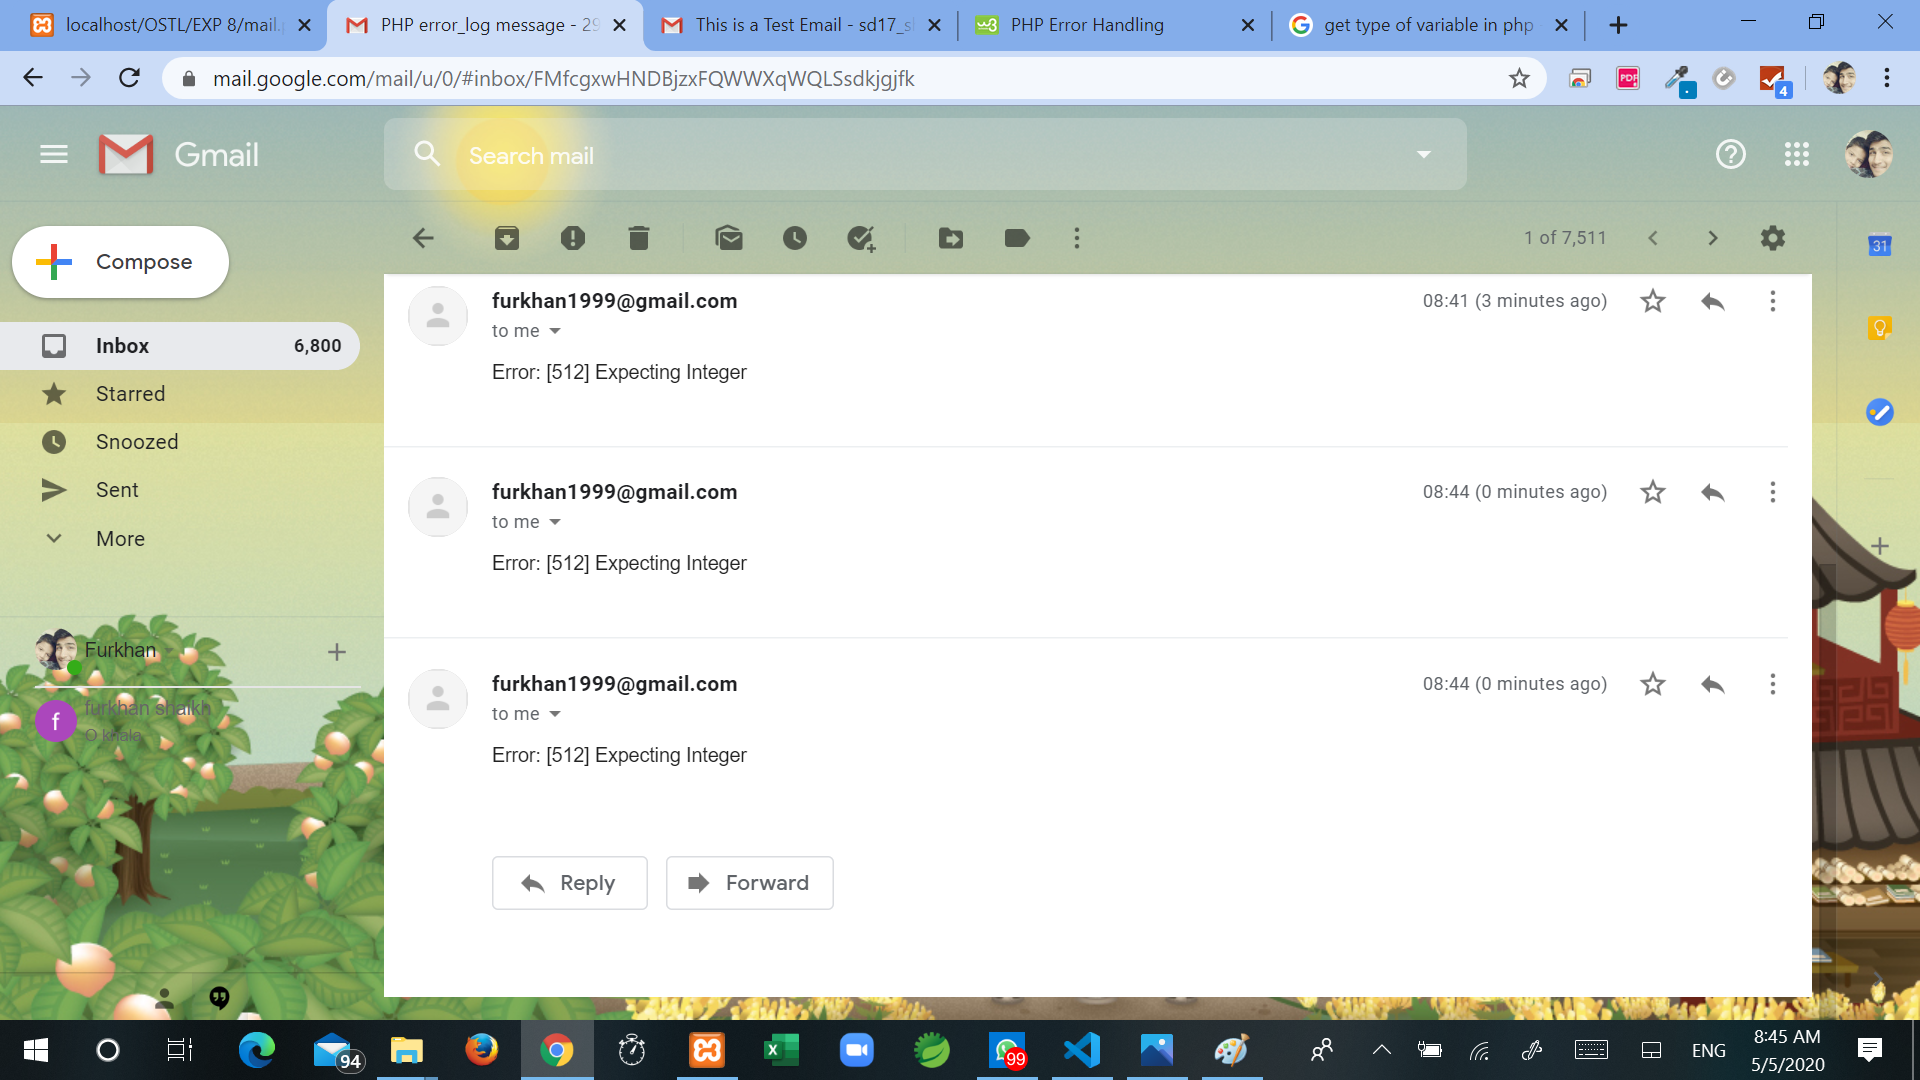 localhost/OSTL/EXP 8/mail.p
PHP error_log message - 29
This is a Test Email - sd17_s
PHP Error Handling
get type of variable in php
mail.google.com/mail/u/0/#inbox/FMfcgxwHNDBjzxFQWWXqWQLSsdkjgjfk
PDF
4
Gmail
Search mail
1 of 7,511
31
Compose
Inbox 6,800
Starred
Snoozed
Sent
More
Furkhan
f
furkhan shaikh
O khale
furkhan1999@gmail.com 08:41 (3 minutes ago)
to me
Error: [512] Expecting Integer
furkhan1999@gmail.com 08:44 (0 minutes ago)
to me
Error: [512] Expecting Integer
furkhan1999@gmail.com 08:44 (0 minutes ago)
to me
Error: [512] Expecting Integer
Reply Forward
94
99
ENG
8:45 AM
5/5/2020